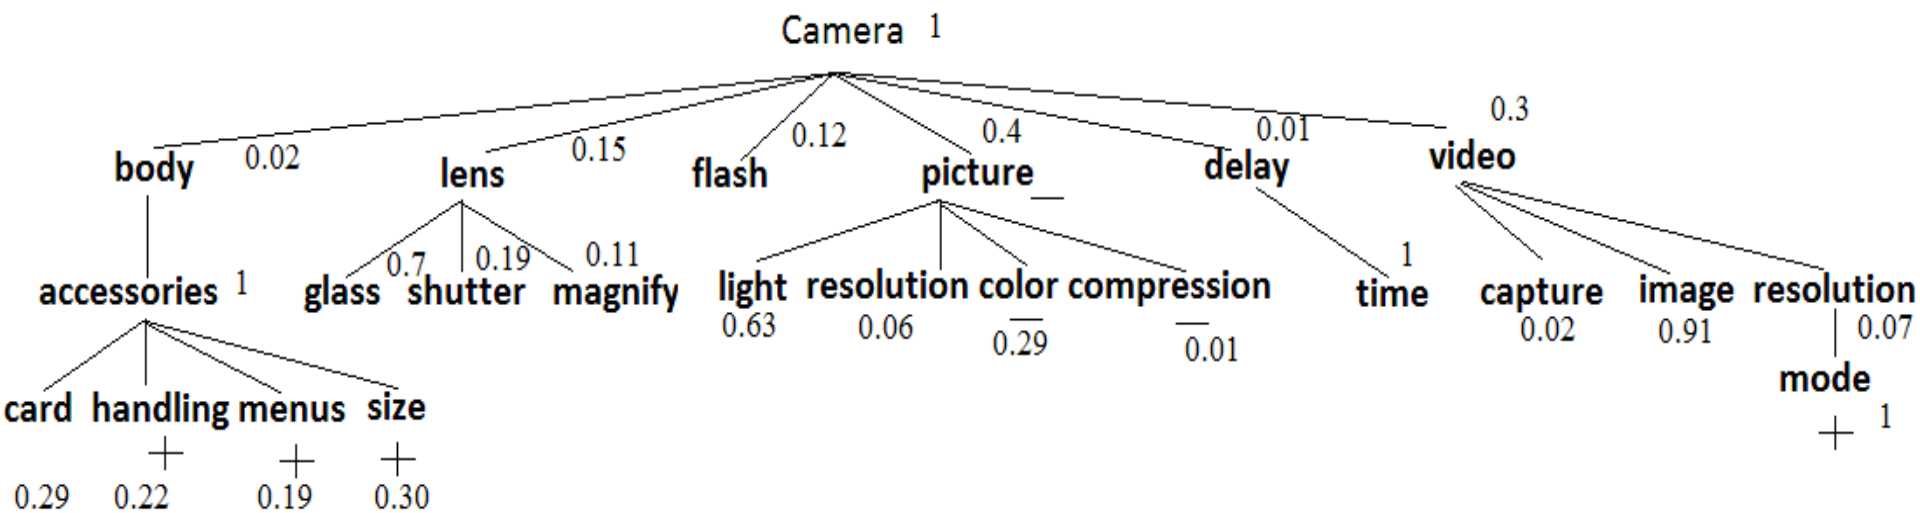 Camera 1
0.02 0.15 0.12 0.4 0.01 0.3
body lens flash picture delay video
—
0.7 0.19 0.11 1
accessories 1 glass shutter magnify light resolution color compression time capture image resolution
0.63 0.06 — 0.29 — 0.01 0.02 0.91 0.07
card handling menus size mode
+ + + + 1
0.29 0.22 0.19 0.30